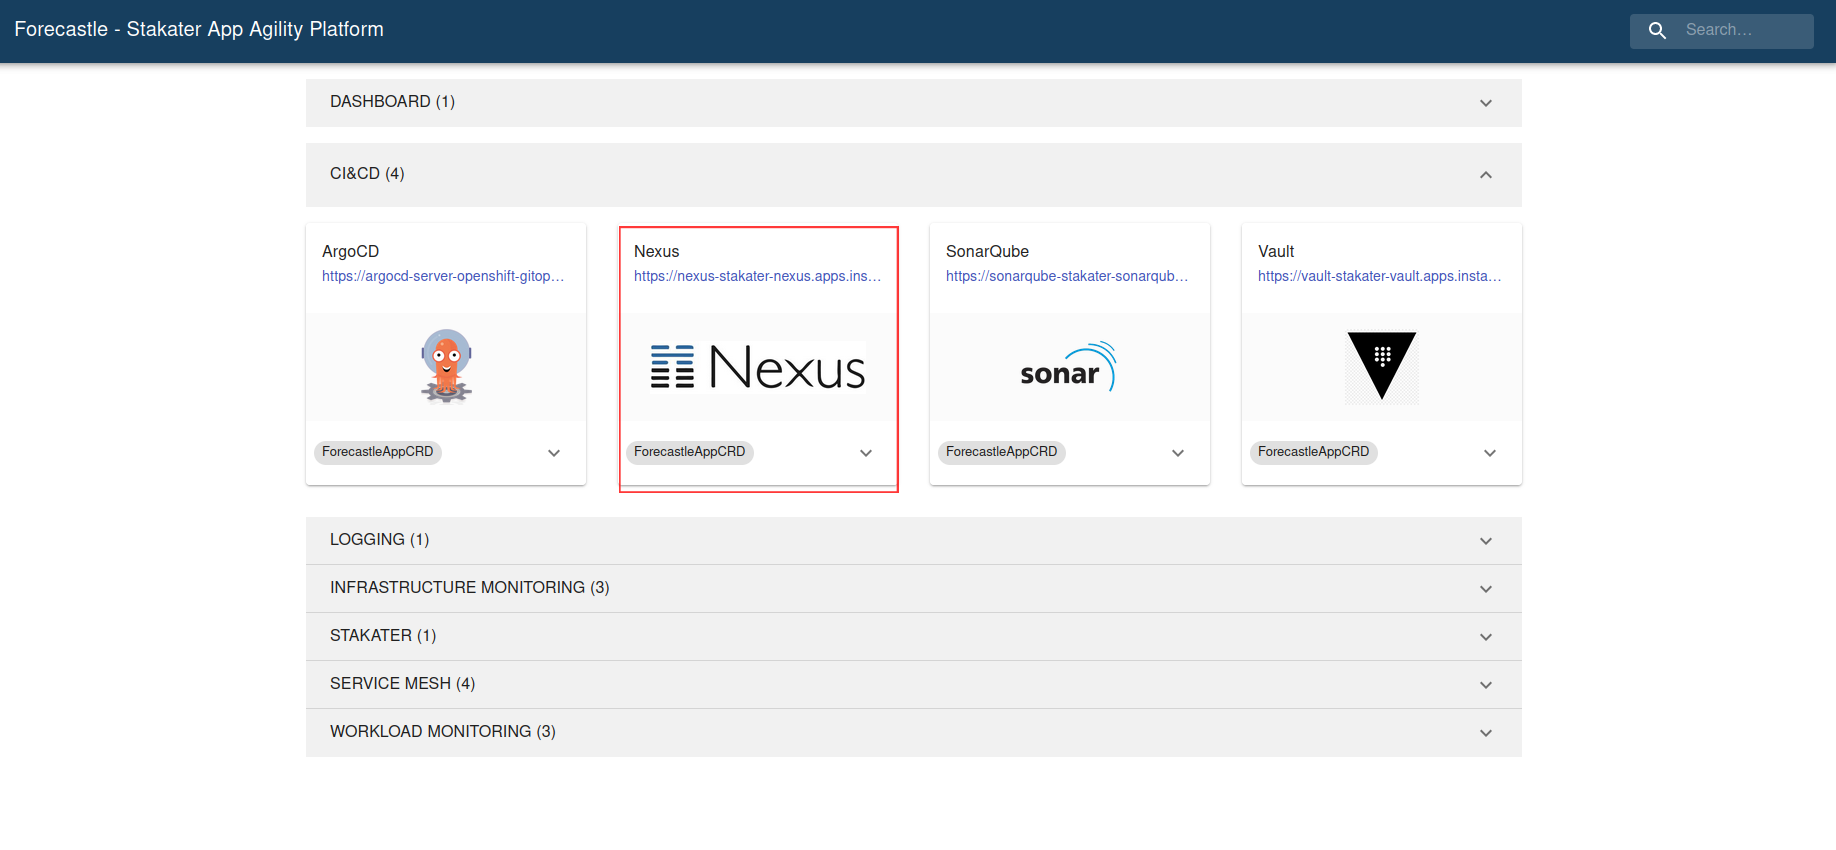 Forecastle - Stakater App Agility Platform
Search...
DASHBOARD (1)
CI&CD (4)
ArgoCD
https://argocd-server-openshift-gitop...
ForecastleAppCRD
Nexus
https://nexus-stakater-nexus.apps.ins...
Nexus
ForecastleAppCRD
SonarQube
https://sonarqube-stakater-sonarqub...
sonar
ForecastleAppCRD
Vault
https://vault-stakater-vault.apps.insta...
ForecastleAppCRD
LOGGING (1)
INFRASTRUCTURE MONITORING (3)
STAKATER (1)
SERVICE MESH (4)
WORKLOAD MONITORING (3)